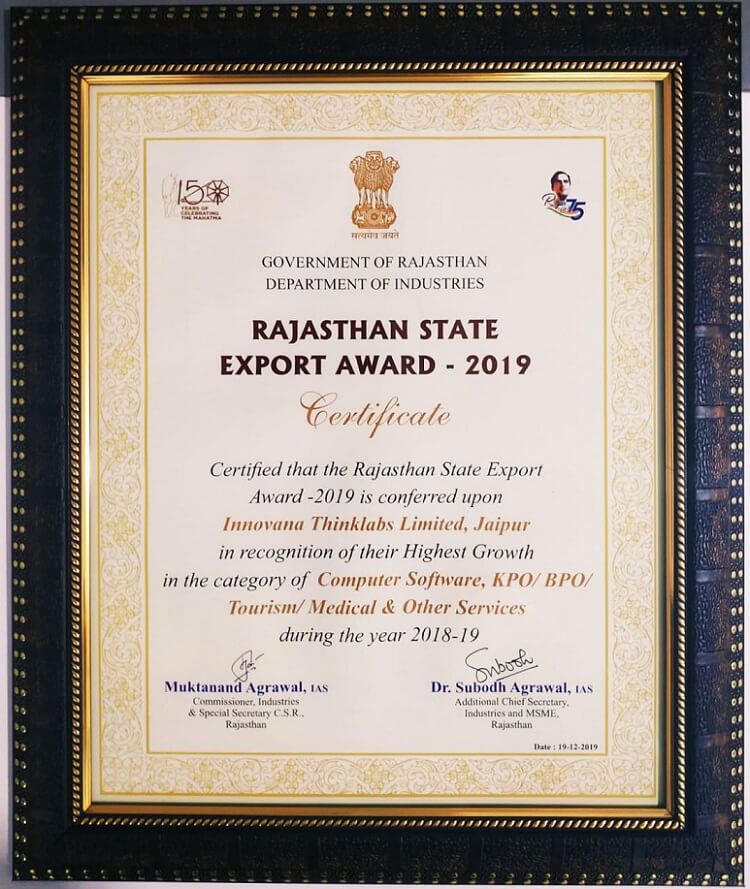 150
YEARS OF
CELEBRATING
THE MAHATMA
75
सत्यमेव जयते
GOVERNMENT OF RAJASTHAN
DEPARTMENT OF INDUSTRIES
RAJASTHAN STATE
EXPORT AWARD - 2019
Certificate
Certified that the Rajasthan State Export
Award -2019 is conferred upon
Innovana Thinklabs Limited, Jaipur
in recognition of their Highest Growth
in the category of Computer Software, KPO/ BPO/
Tourism/ Medical & Other Services
during the year 2018-19
Subodh
Muktanand Agrawal, IAS
Commissioner, Industries
& Special Secretary C.S.R.,
Rajasthan
Dr. Subodh Agrawal, IAS
Additional Chief Secretary,
Industries and MSME,
Rajasthan
Date : 19-12-2019